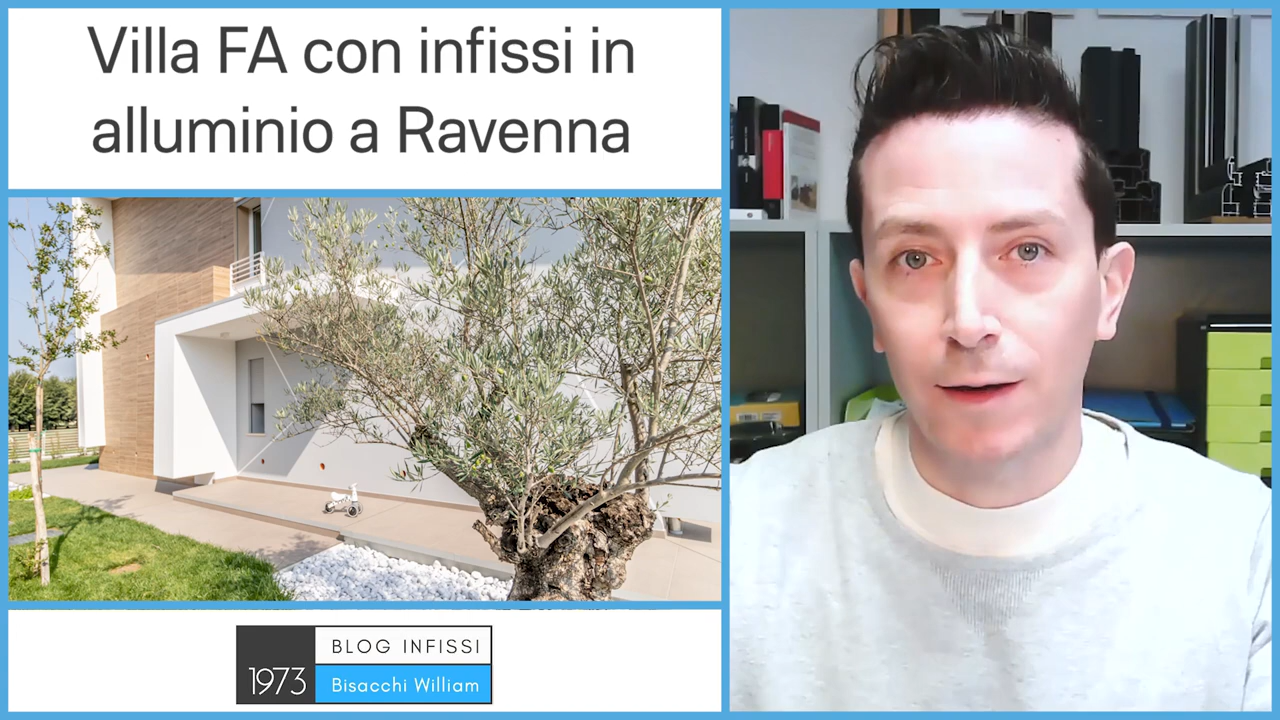 Villa FA con infissi in
alluminio a Ravenna
1973
BLOG INFISSI
Bisacchi William